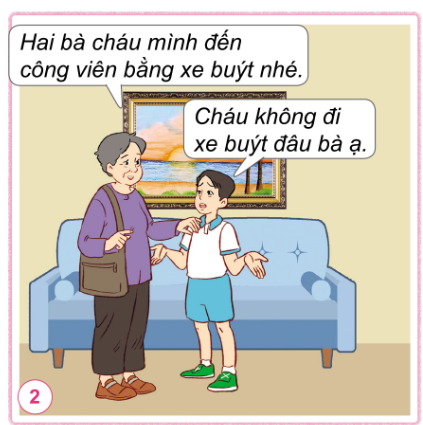 Hai bà cháu mình đến
công viên bằng xe buýt nhé.
Cháu không đi
xe buýt đâu bà ạ.
2